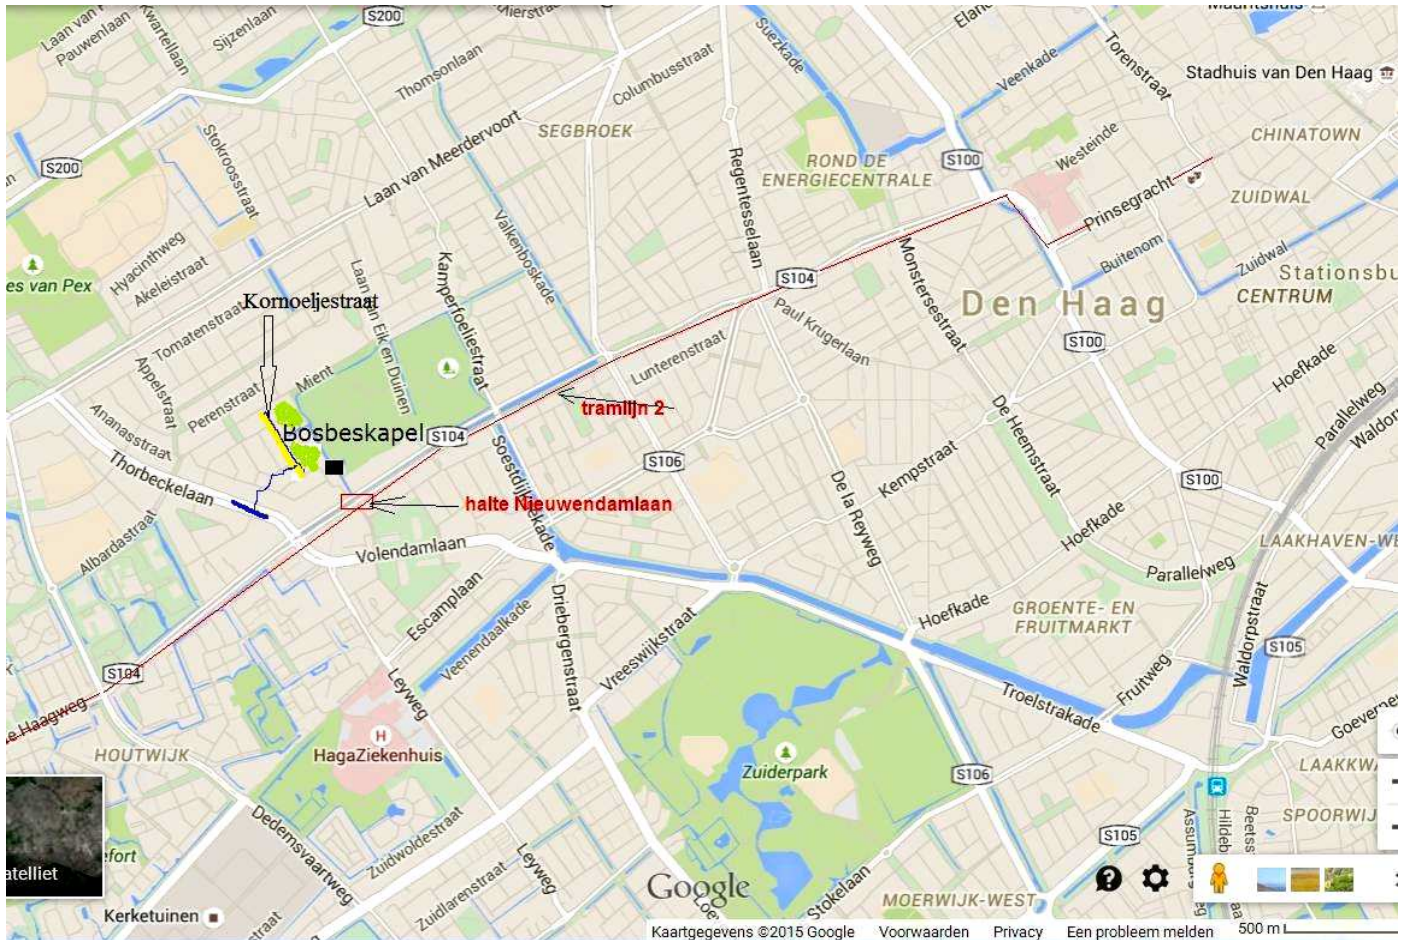 Laan van P
Pauwenlaan
Kwartellaan
Sijzenlaan
S200
Wierstraat
Thomsonlaan
Columbusstraat
Suezkade
Veenkade
Torenstraat
Mauritshuis
Stadhuis van Den Haag
CHINATOWN
SEGBROEK
Stokroosstraat
S200
Laan van Meerdervoort
Regentesselaan
ROND DE
ENERGIECENTRALE
S100
Westeinde
Prinsegracht
ZUIDWAL
Hyacinthweg
Akeleistraat
es van Pex
Valkenboskade
Kamperfoeliestraat
Laan van Eik en Duinen
Buitenom
Zuidwal
Stationsbu
CENTRUM
S104
Monstersestraat
Den Haag
Kornoeljestraat
Tomatenstraat
Appelstraat
Perenstraat
Mient
Paul Krugerlaan
Lunterenstraat
S100
Hoefkade
Parallelweg
Waldor
Ananasstraat
Bosbeskapel
S104
tramlijn 2
De Heemstraat
Thorbeckelaan
S106
Kempstraat
De la Reyweg
S100
Soestdijksekade
halte Nieuwendamlaan
Hoefkade
LAAKHAVEN-WE
Albardastraat
Volendamlaan
Parallelweg
Escamplaan
Driebergenstraat
Hoefkade
GROENTE- EN
FRUITMARKT
Waldorpstraat
Veenendaalkade
Vreeswijkstraat
S105
Fruitweg
S104
Leyweg
Troelstrakade
e Haagweg
HOUTWIJK
H
HagaZiekenhuis
Goeverne
LAAKKWA
Zuiderpark
S106
Dedemsvaartweg
Zuidwoldestraat
S105
SPOORWIJ
efort
atelliet
Leyweg
Zuidlarenstraat
Google
Stokelaan
MOERWIJK-WEST
Kerketuinen
Kaartgegevens ©2015 Google
Voorwaarden
Privacy
Een probleem melden
500 m